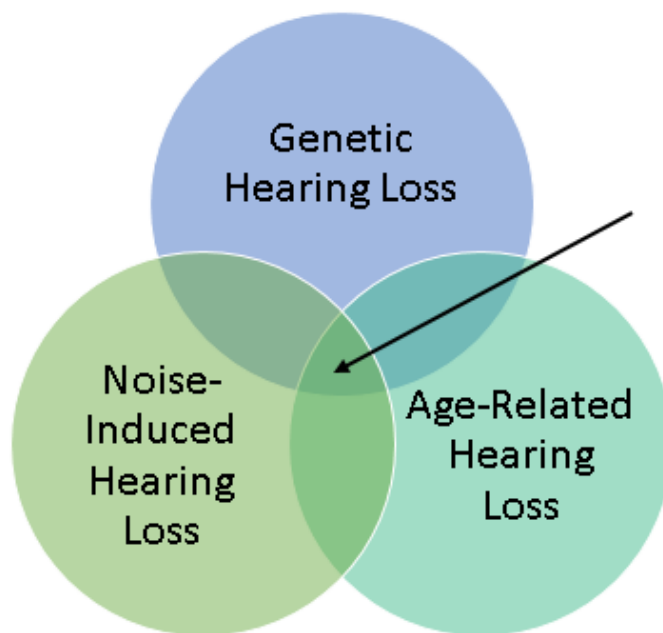 Genetic
Hearing Loss
Noise-
Induced
Hearing
Loss
Age-Related
Hearing
Loss